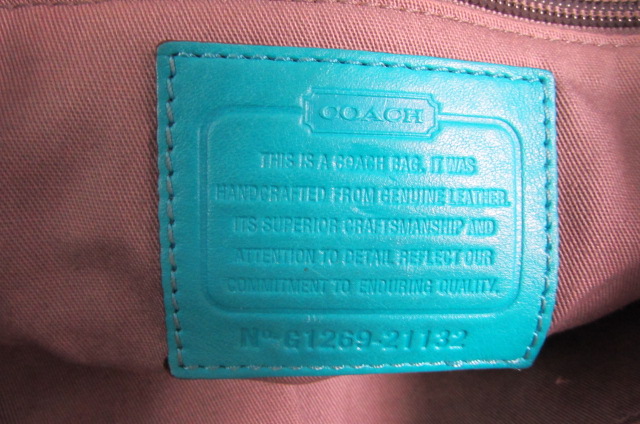 COACH
THIS IS A COACH BAG. IT WAS
HANDCRAFTED FROM GENUINE LEATHER.
ITS SUPERIOR CRAFTSMANSHIP AND
ATTENTION TO DETAIL REFLECT OUR
COMMITMENT TO ENDURING QUALITY.
Nº G1269-21132